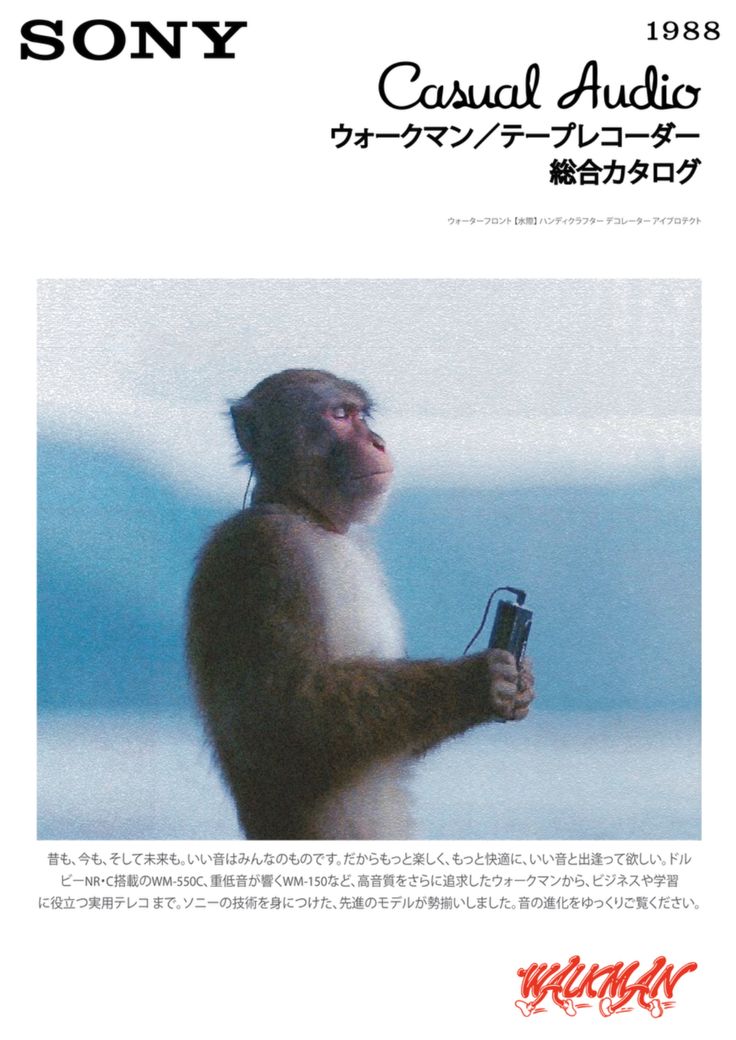 SONY
1988
Casual Audio
ウォークマン／テープレコーダー
総合カタログ
ウォーターフロント【水際】ハンディクラフター デコレーター アイプロテクト
昔も、今も、そして未来も。いい音はみんなのものです。だからもっと楽しく、もっと快適に、いい音と出逢って欲しい。ドル
ビーNR・C搭載のWM-550C、重低音が響くWM-150など、高音質をさらに追求したウォークマンから、ビジネスや学習
に役立つ実用テレコ まで。ソニーの技術を身につけた、先進のモデルが勢揃いしました。音の進化をゆっくりご覧ください。
WALKMAN